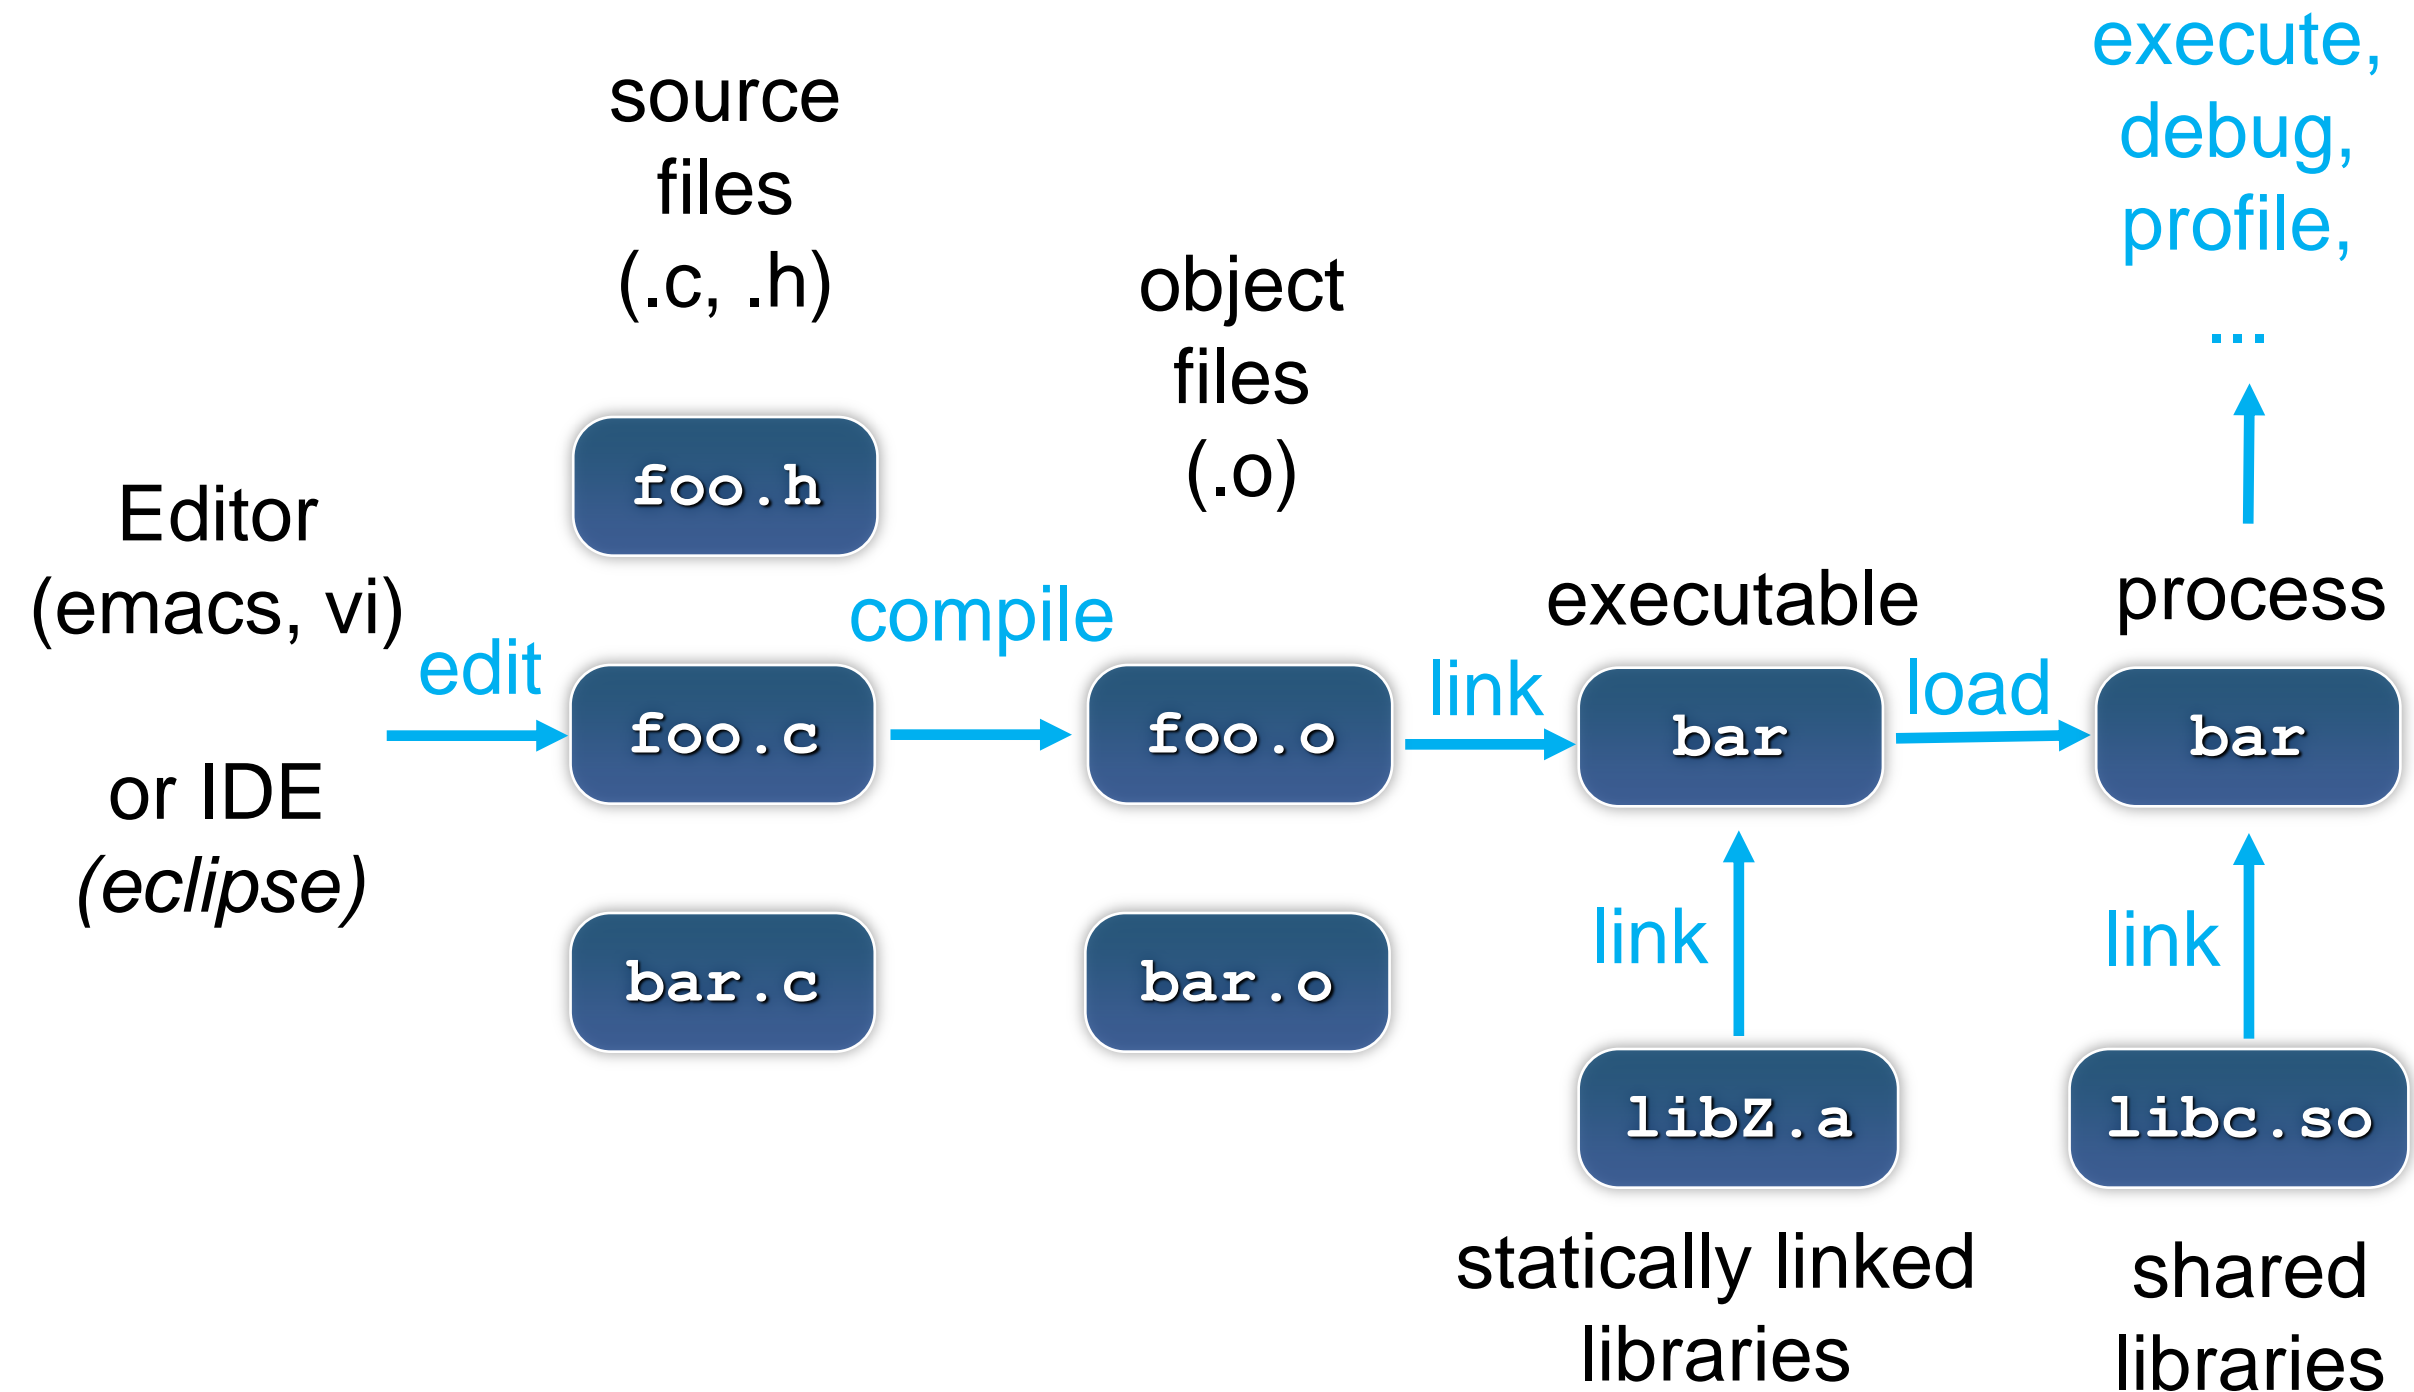 Editor
(emacs, vi)
or IDE
(eclipse)
edit
source
files
(.c, .h)
foo.h
foo.c
bar.c
compile
object
files
(.o)
foo.o
bar.o
link
executable
bar
link
libZ.a
statically linked
libraries
load
execute,
debug,
profile,
...
process
bar
link
libc.so
shared
libraries